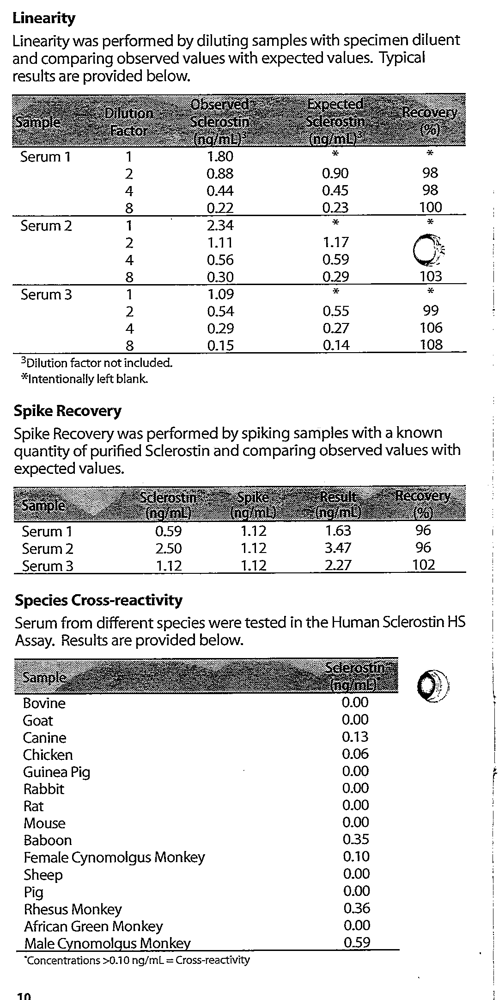 Linearity
Linearity was performed by diluting samples with specimen diluent
and comparing observed values with expected values. Typical
results are provided below.
Sample Dilution Factor Observed Sclerostin (ng/mL)³ Expected Sclerostin (ng/mL)³ Recovery (%)
Serum 1 1 1.80 * *
2 0.88 0.90 98
4 0.44 0.45 98
8 0.22 0.23 100
Serum 2 1 2.34 * *
2 1.11 1.17
4 0.56 0.59
8 0.30 0.29 103
Serum 3 1 1.09 * *
2 0.54 0.55 99
4 0.29 0.27 106
8 0.15 0.14 108
³Dilution factor not included.
*Intentionally left blank.
Spike Recovery
Spike Recovery was performed by spiking samples with a known
quantity of purified Sclerostin and comparing observed values with
expected values.
Sample Sclerostin (ng/mL) Spike (ng/mL) Result (ng/mL) Recovery (%)
Serum 1 0.59 1.12 1.63 96
Serum 2 2.50 1.12 3.47 96
Serum 3 1.12 1.12 2.27 102
Species Cross-reactivity
Serum from different species were tested in the Human Sclerostin HS
Assay. Results are provided below.
Sample Sclerostin (ng/mL)*
Bovine 0.00
Goat 0.00
Canine 0.13
Chicken 0.06
Guinea Pig 0.00
Rabbit 0.00
Rat 0.00
Mouse 0.00
Baboon 0.35
Female Cynomolgus Monkey 0.10
Sheep 0.00
Pig 0.00
Rhesus Monkey 0.36
African Green Monkey 0.00
Male Cynomolgus Monkey 0.59
*Concentrations >0.10 ng/mL = Cross-reactivity
10